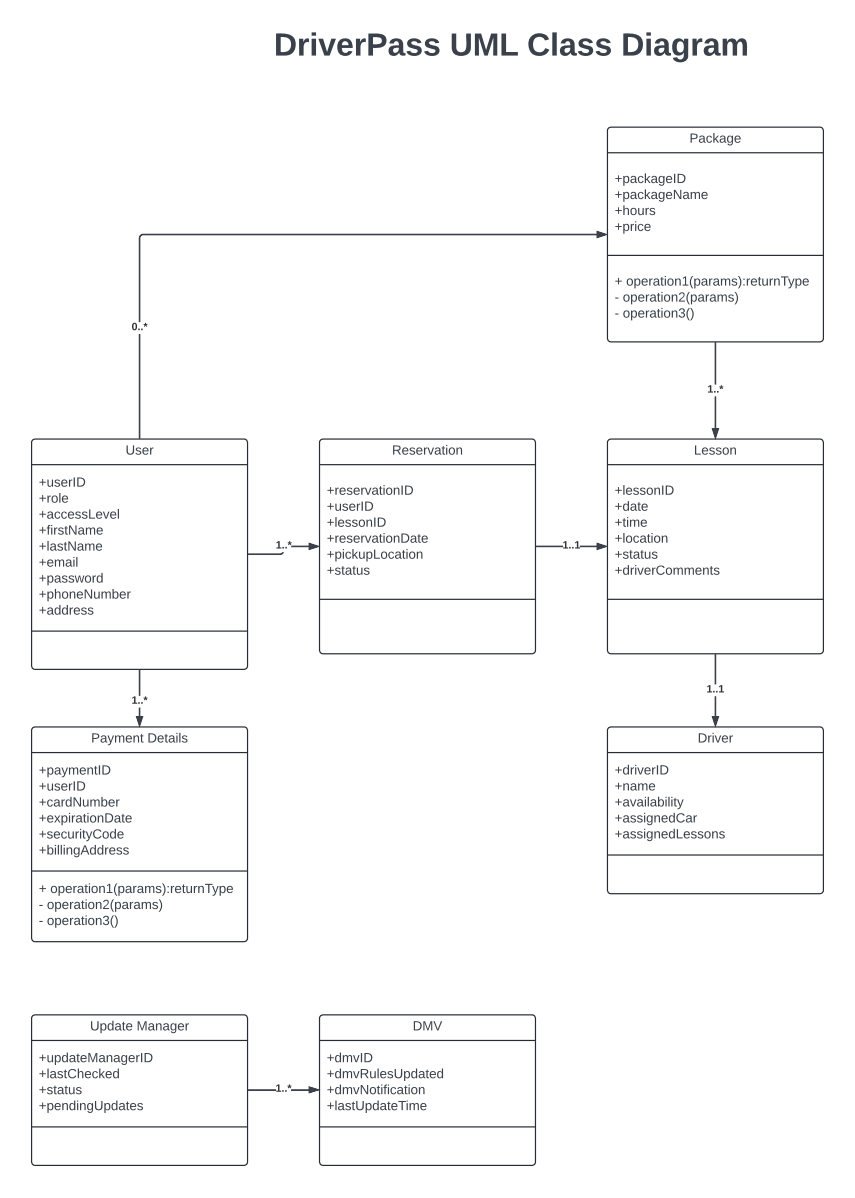 DriverPass UML Class Diagram
Package
+packageID
+packageName
+hours
+price
+ operation1(params):returnType
- operation2(params)
- operation3()
0..*
1..*
User
+userID
+role
+accessLevel
+firstName
+lastName
+email
+password
+phoneNumber
+address
1..*
Reservation
+reservationID
+userID
+lessonID
+reservationDate
+pickupLocation
+status
1..1
Lesson
+lessonID
+date
+time
+location
+status
+driverComments
1..*
1..1
Payment Details
+paymentID
+userID
+cardNumber
+expirationDate
+securityCode
+billingAddress
+ operation1(params):returnType
- operation2(params)
- operation3()
Driver
+driverID
+name
+availability
+assignedCar
+assignedLessons
Update Manager
+updateManagerID
+lastChecked
+status
+pendingUpdates
1..*
DMV
+dmvID
+dmvRulesUpdated
+dmvNotification
+lastUpdateTime